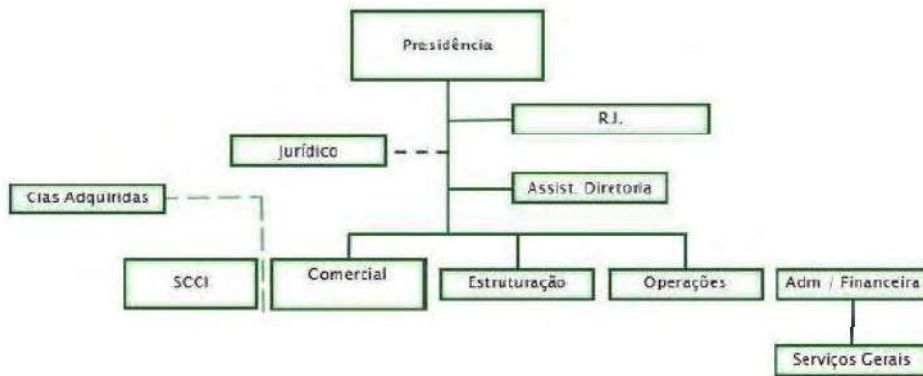 Presidência
R.I.
Jurídico
Assist. Diretoria
Cias Adquiridas
SCCI
Comercial
Estruturação
Operações
Adm / Financeira
Serviços Gerais